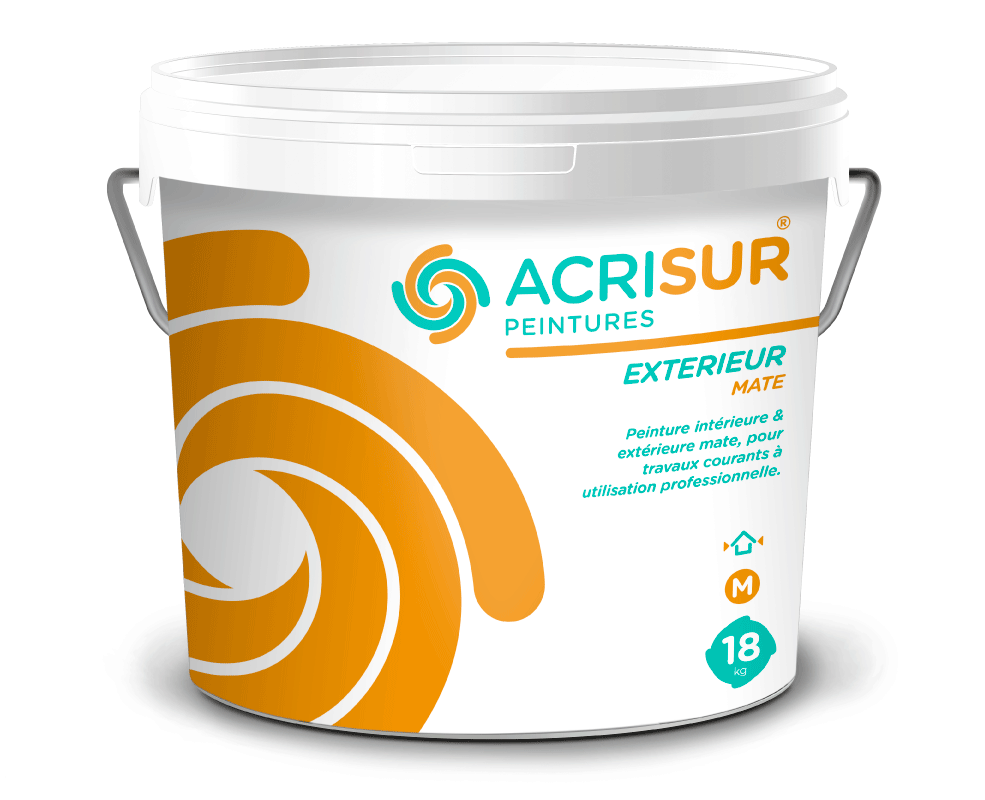 ACRISUR®
PEINTURES
EXTERIEUR
MATE
Peinture intérieure &
extérieure mate, pour
travaux courants à
utilisation professionnelle.
M
18
kg